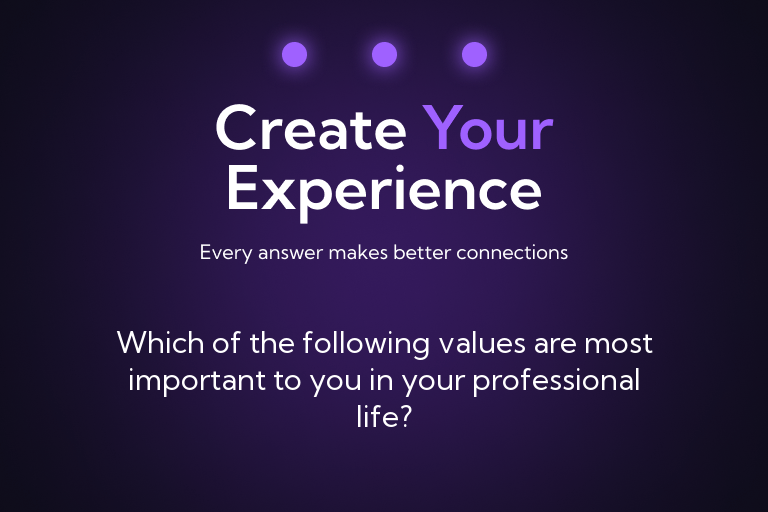 Create Your
Experience
Every answer makes better connections
Which of the following values are most
important to you in your professional
life?